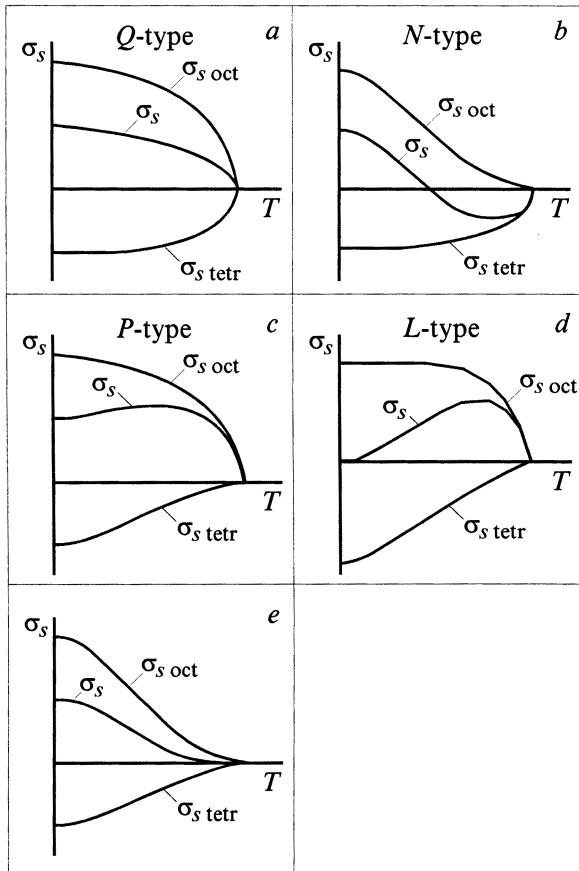 Q-type a
σs
σs oct
σs
T
σs tetr
N-type b
σs
σs oct
σs
T
σs tetr
P-type c
σs
σs oct
σs
T
σs tetr
L-type d
σs
σs oct
σs
T
σs tetr
e
σs
σs oct
σs
T
σs tetr